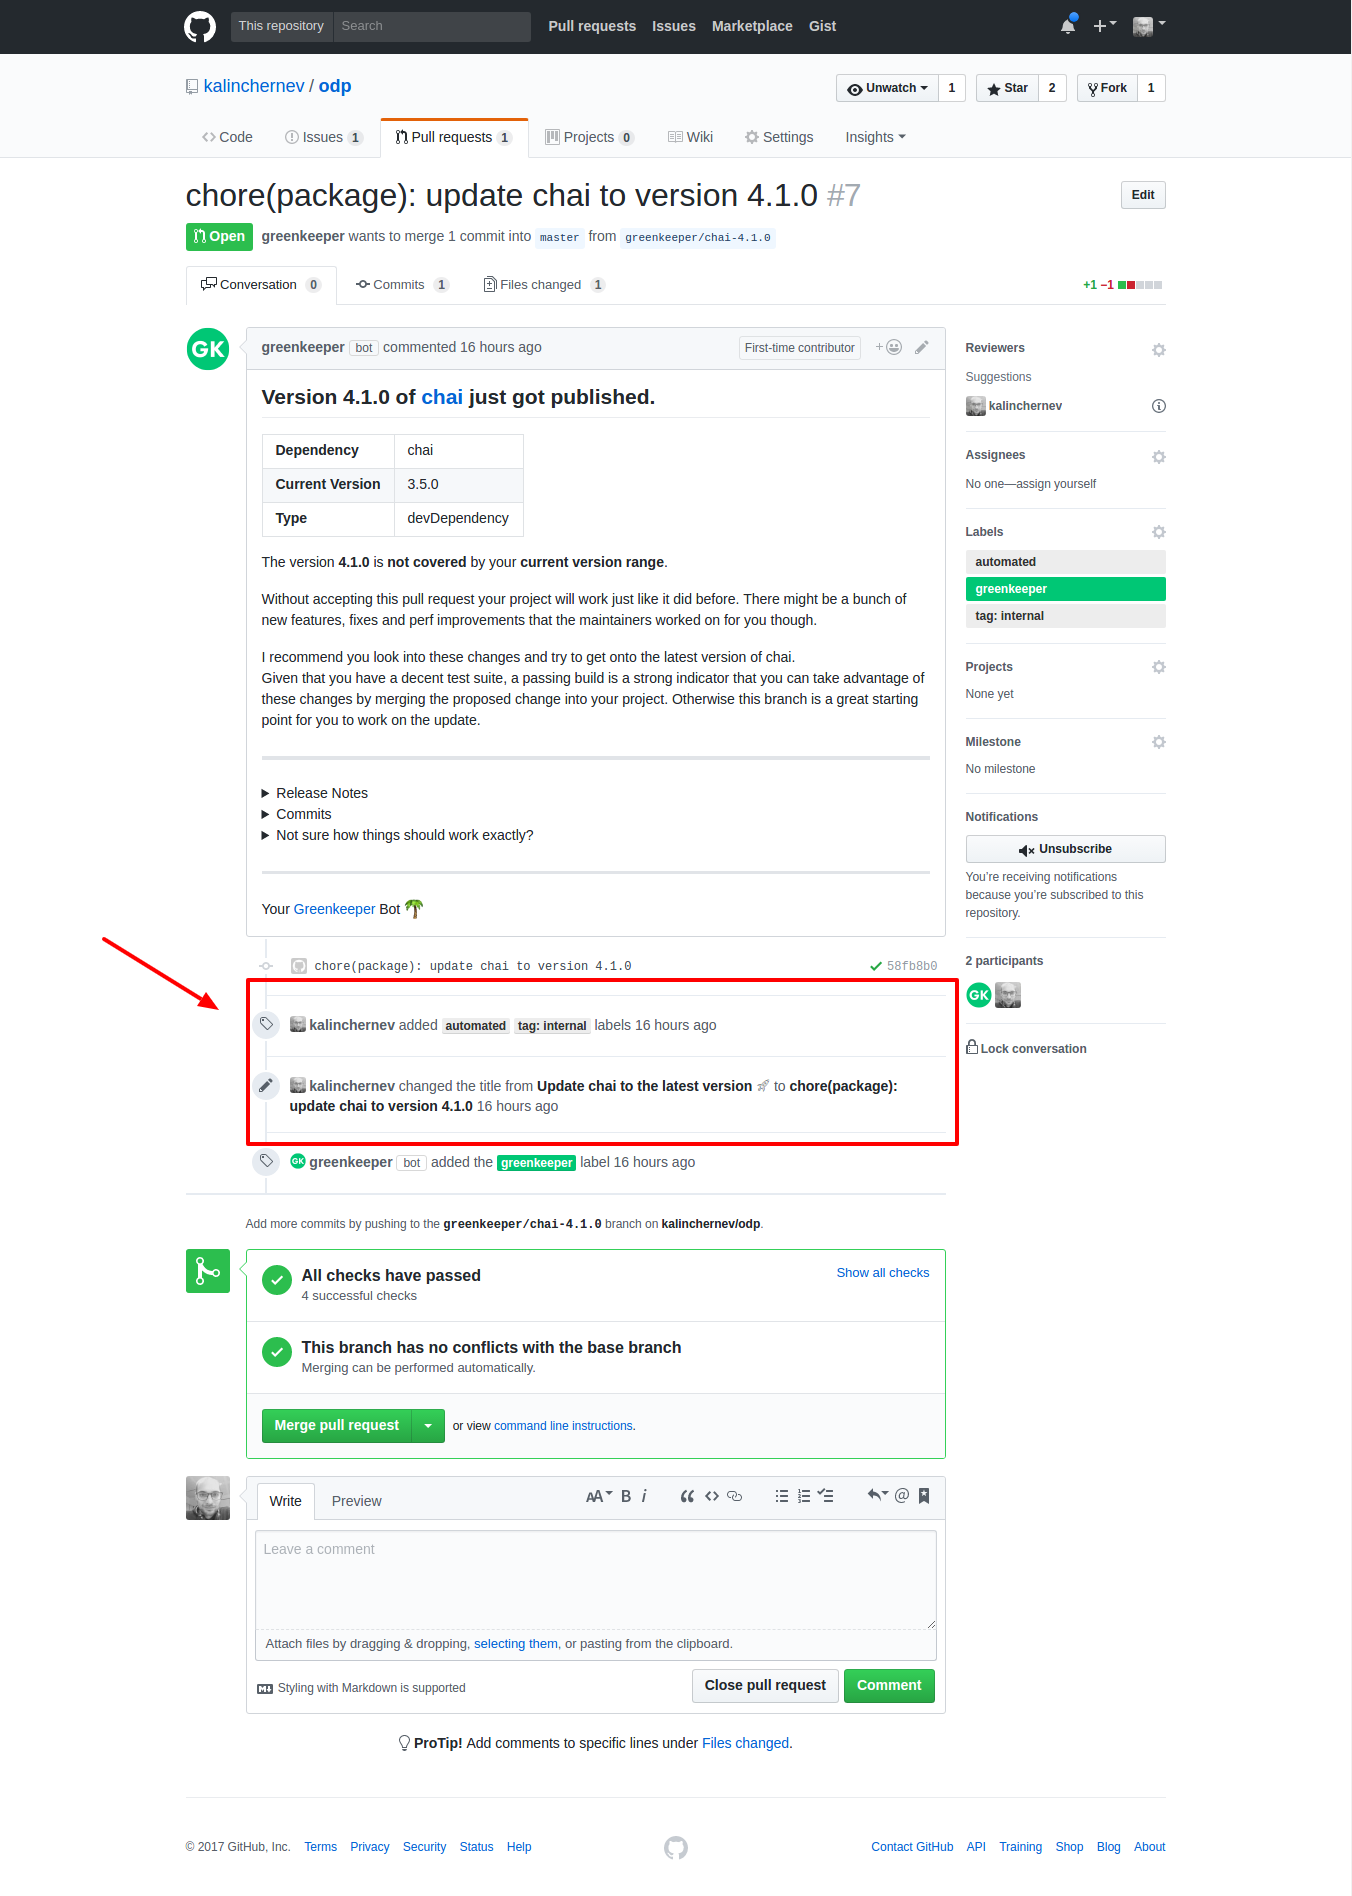 This repository Search Pull requests Issues Marketplace Gist
kalinchernev / odp
Unwatch 1 Star 2 Fork 1
Code Issues 1 Pull requests 1 Projects 0 Wiki Settings Insights
chore(package): update chai to version 4.1.0 #7
Edit
Open greenkeeper wants to merge 1 commit into master from greenkeeper/chai-4.1.0
Conversation 0 Commits 1 Files changed 1
+1 −1
GK
greenkeeper bot commented 16 hours ago First-time contributor
Version 4.1.0 of chai just got published.
Dependency chai
Current Version 3.5.0
Type devDependency
The version 4.1.0 is not covered by your current version range.
Without accepting this pull request your project will work just like it did before. There might be a bunch of
new features, fixes and perf improvements that the maintainers worked on for you though.
I recommend you look into these changes and try to get onto the latest version of chai.
Given that you have a decent test suite, a passing build is a strong indicator that you can take advantage of
these changes by merging the proposed change into your project. Otherwise this branch is a great starting
point for you to work on the update.
Release Notes
Commits
Not sure how things should work exactly?
Your Greenkeeper Bot 🌴
chore(package): update chai to version 4.1.0 58fb8b0
kalinchernev added automated tag: internal labels 16 hours ago
kalinchernev changed the title from Update chai to the latest version 🚀 to chore(package):
update chai to version 4.1.0 16 hours ago
GK greenkeeper bot added the greenkeeper label 16 hours ago
Add more commits by pushing to the greenkeeper/chai-4.1.0 branch on kalinchernev/odp.
All checks have passed
4 successful checks
Show all checks
This branch has no conflicts with the base branch
Merging can be performed automatically.
Merge pull request or view command line instructions.
Write Preview AA B i
Leave a comment
Attach files by dragging & dropping, selecting them, or pasting from the clipboard.
Styling with Markdown is supported
Close pull request Comment
ProTip! Add comments to specific lines under Files changed.
Reviewers
Suggestions
kalinchernev
Assignees
No one—assign yourself
Labels
automated
greenkeeper
tag: internal
Projects
None yet
Milestone
No milestone
Notifications
Unsubscribe
You’re receiving notifications
because you’re subscribed to this
repository.
2 participants
GK
Lock conversation
© 2017 GitHub, Inc. Terms Privacy Security Status Help
Contact GitHub API Training Shop Blog About